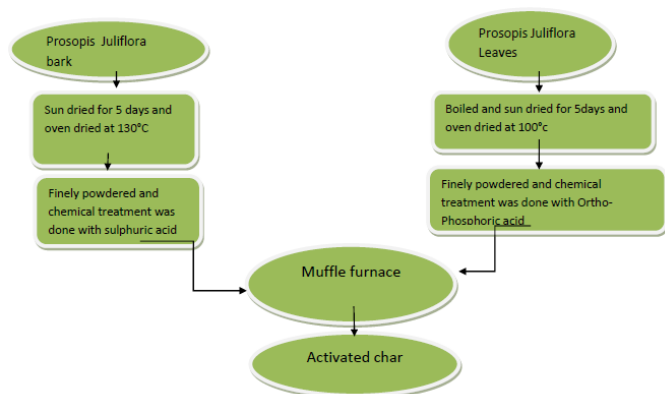 Prosopis Juliflora
bark
Sun dried for 5 days and
oven dried at 130°C
Finely powdered and
chemical treatment was
done with sulphuric acid
Prosopis Juliflora
Leaves
Boiled and sun dried for 5days and
oven dried at 100°c
Finely powdered and chemical
treatment was done with Ortho-
Phosphoric acid
Muffle furnace
Activated char